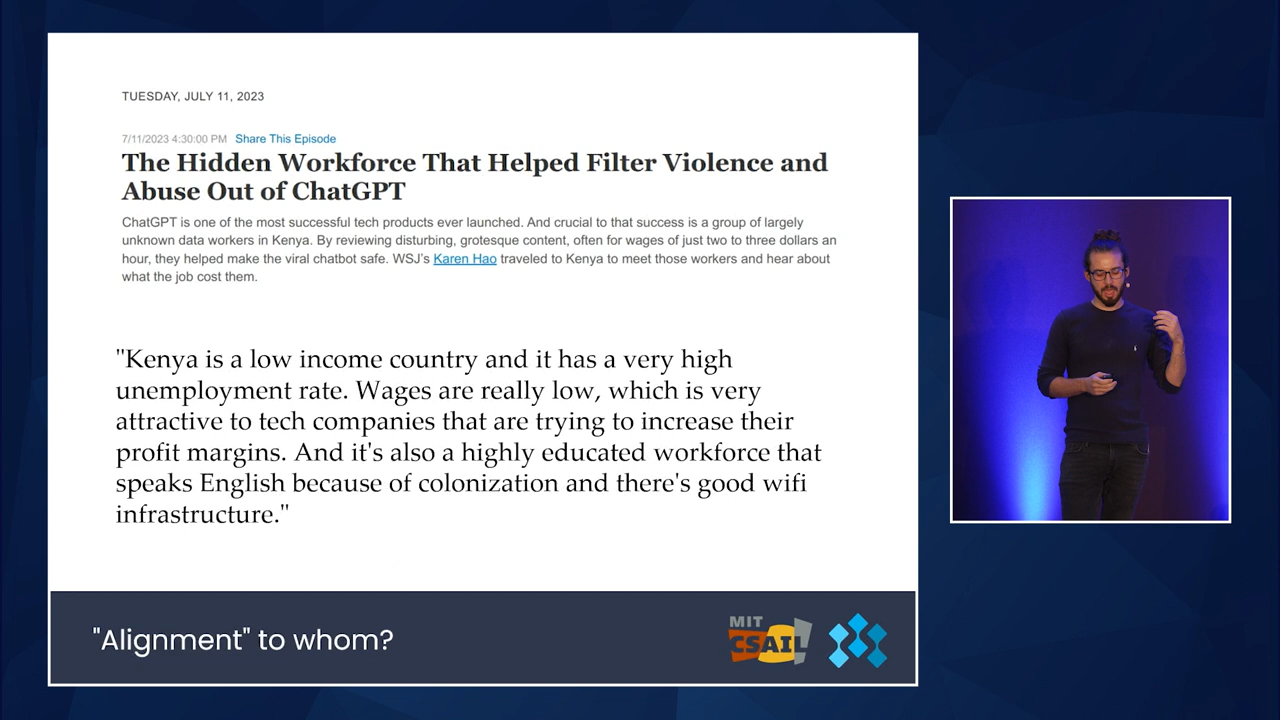 TUESDAY, JULY 11, 2023
7/11/2023 4:30:00 PM Share This Episode
The Hidden Workforce That Helped Filter Violence and
Abuse Out of ChatGPT
ChatGPT is one of the most successful tech products ever launched. And crucial to that success is a group of largely
unknown data workers in Kenya. By reviewing disturbing, grotesque content, often for wages of just two to three dollars an
hour, they helped make the viral chatbot safe. WSJ's Karen Hao traveled to Kenya to meet those workers and hear about
what the job cost them.
"Kenya is a low income country and it has a very high
unemployment rate. Wages are really low, which is very
attractive to tech companies that are trying to increase their
profit margins. And it's also a highly educated workforce that
speaks English because of colonization and there's good wifi
infrastructure."
"Alignment" to whom?
MIT
CSAIL